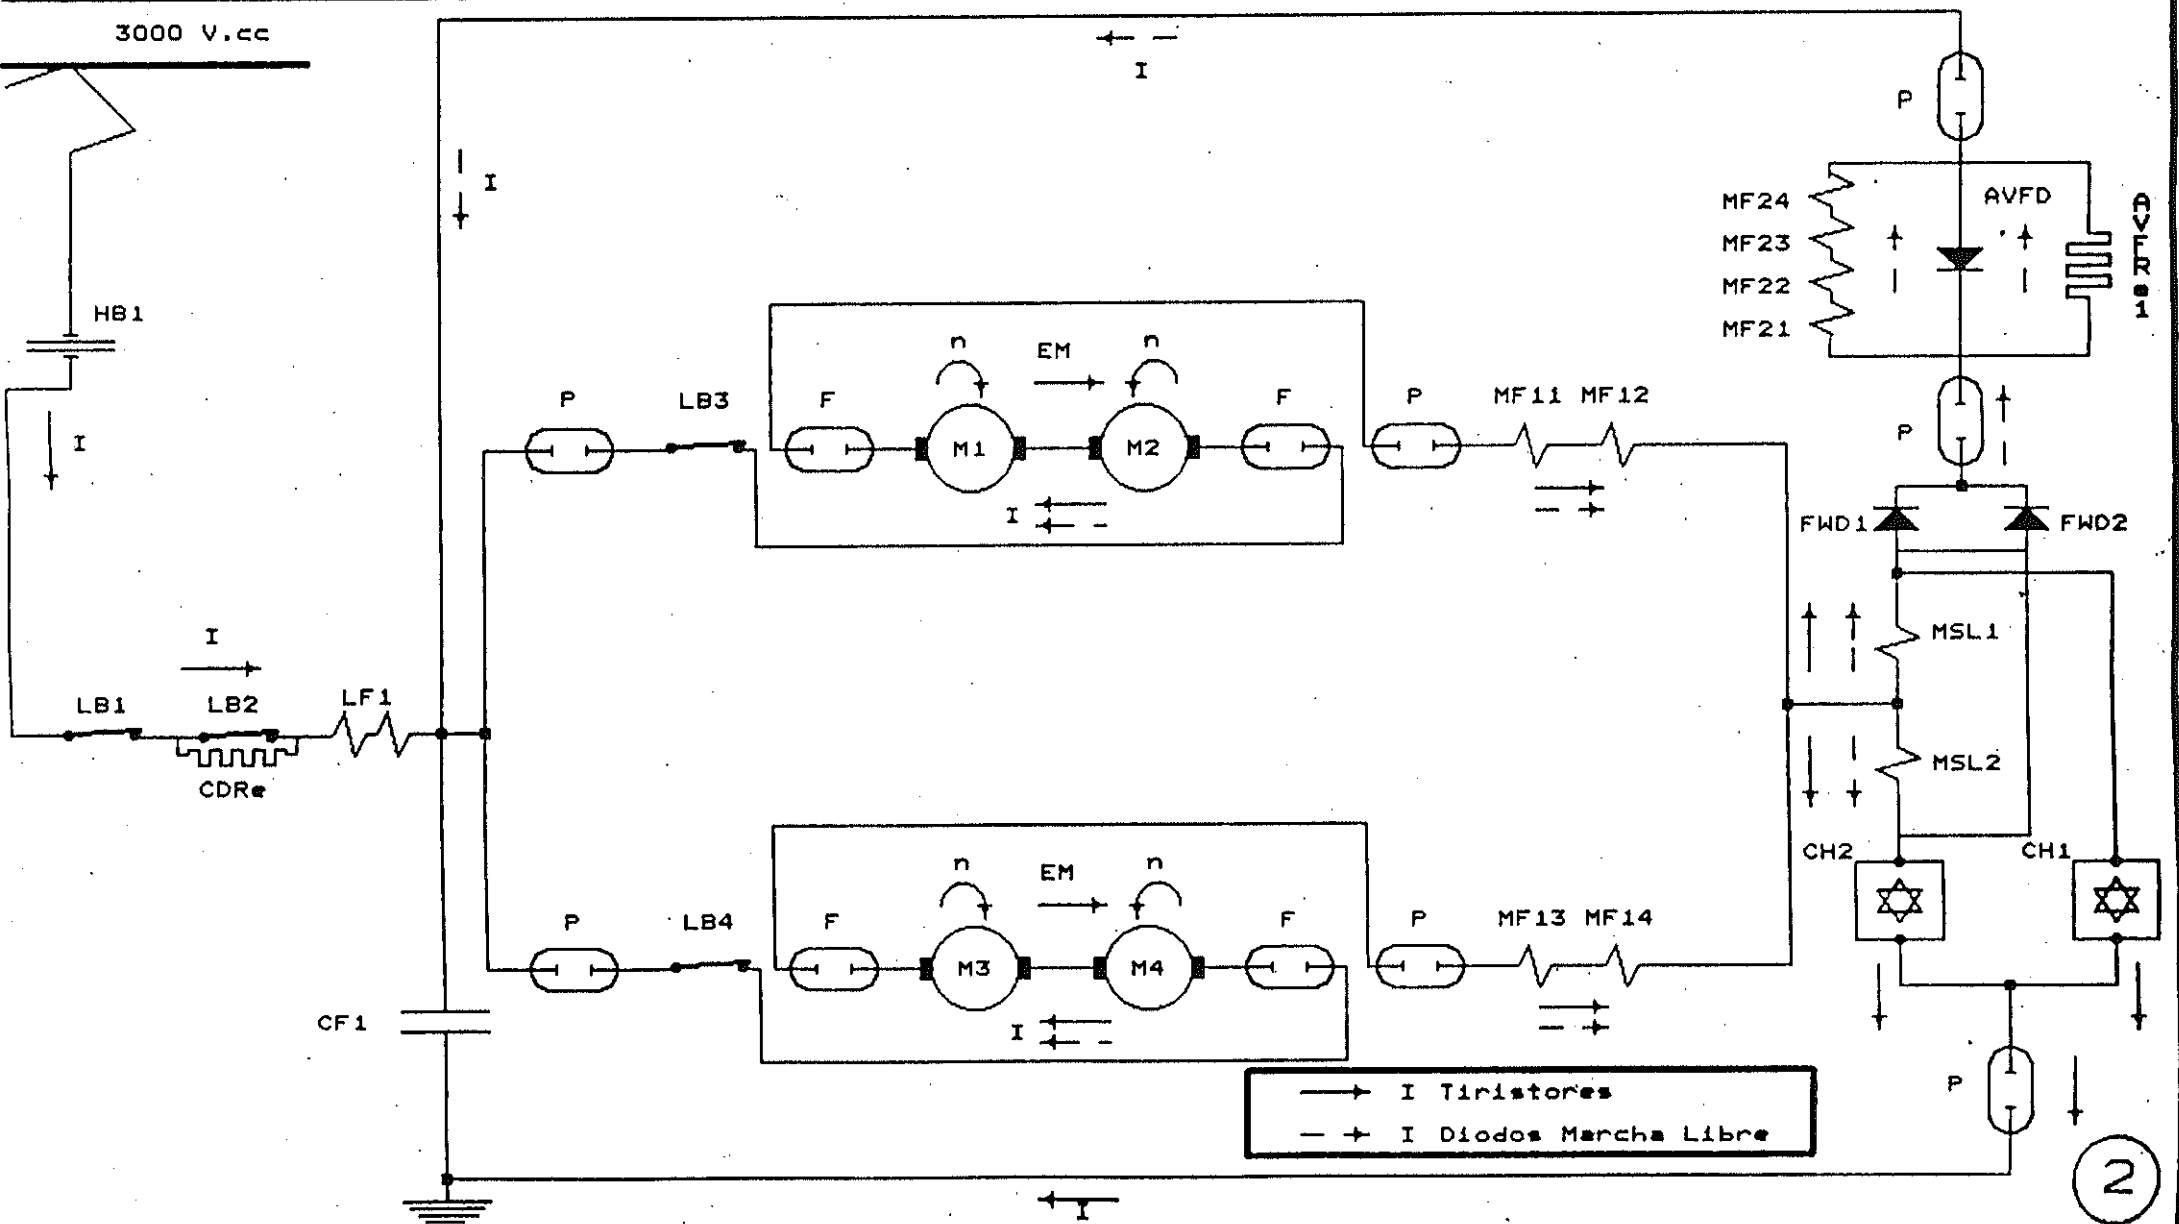 3000 V.cc
I
I
P
MF24
MF23
MF22
MF21
AVFD
AVFRe1
HB1
I
n
EM
n
P
LB3
F
M1
M2
F
P
MF11 MF12
I
P
FWD1
FWD2
I
LB1
LB2
LF1
CDRe
MSL1
MSL2
CH2
CH1
n
EM
n
P
LB4
F
M3
M4
F
P
MF13 MF14
I
CF1
P
I Tiristores
I Diodos Marcha Libre
I
2